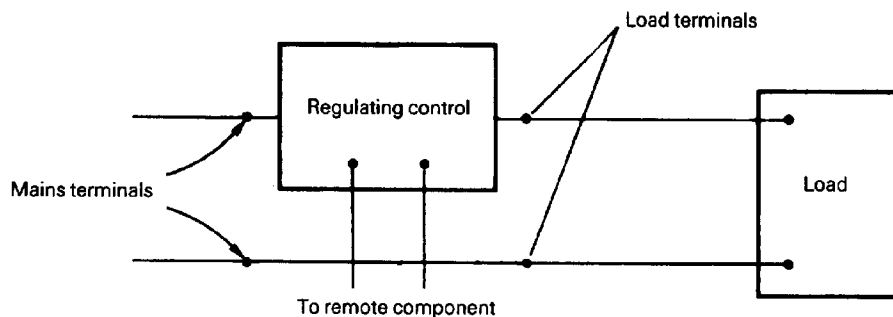 Load terminals
Regulating control
Mains terminals
Load
To remote component